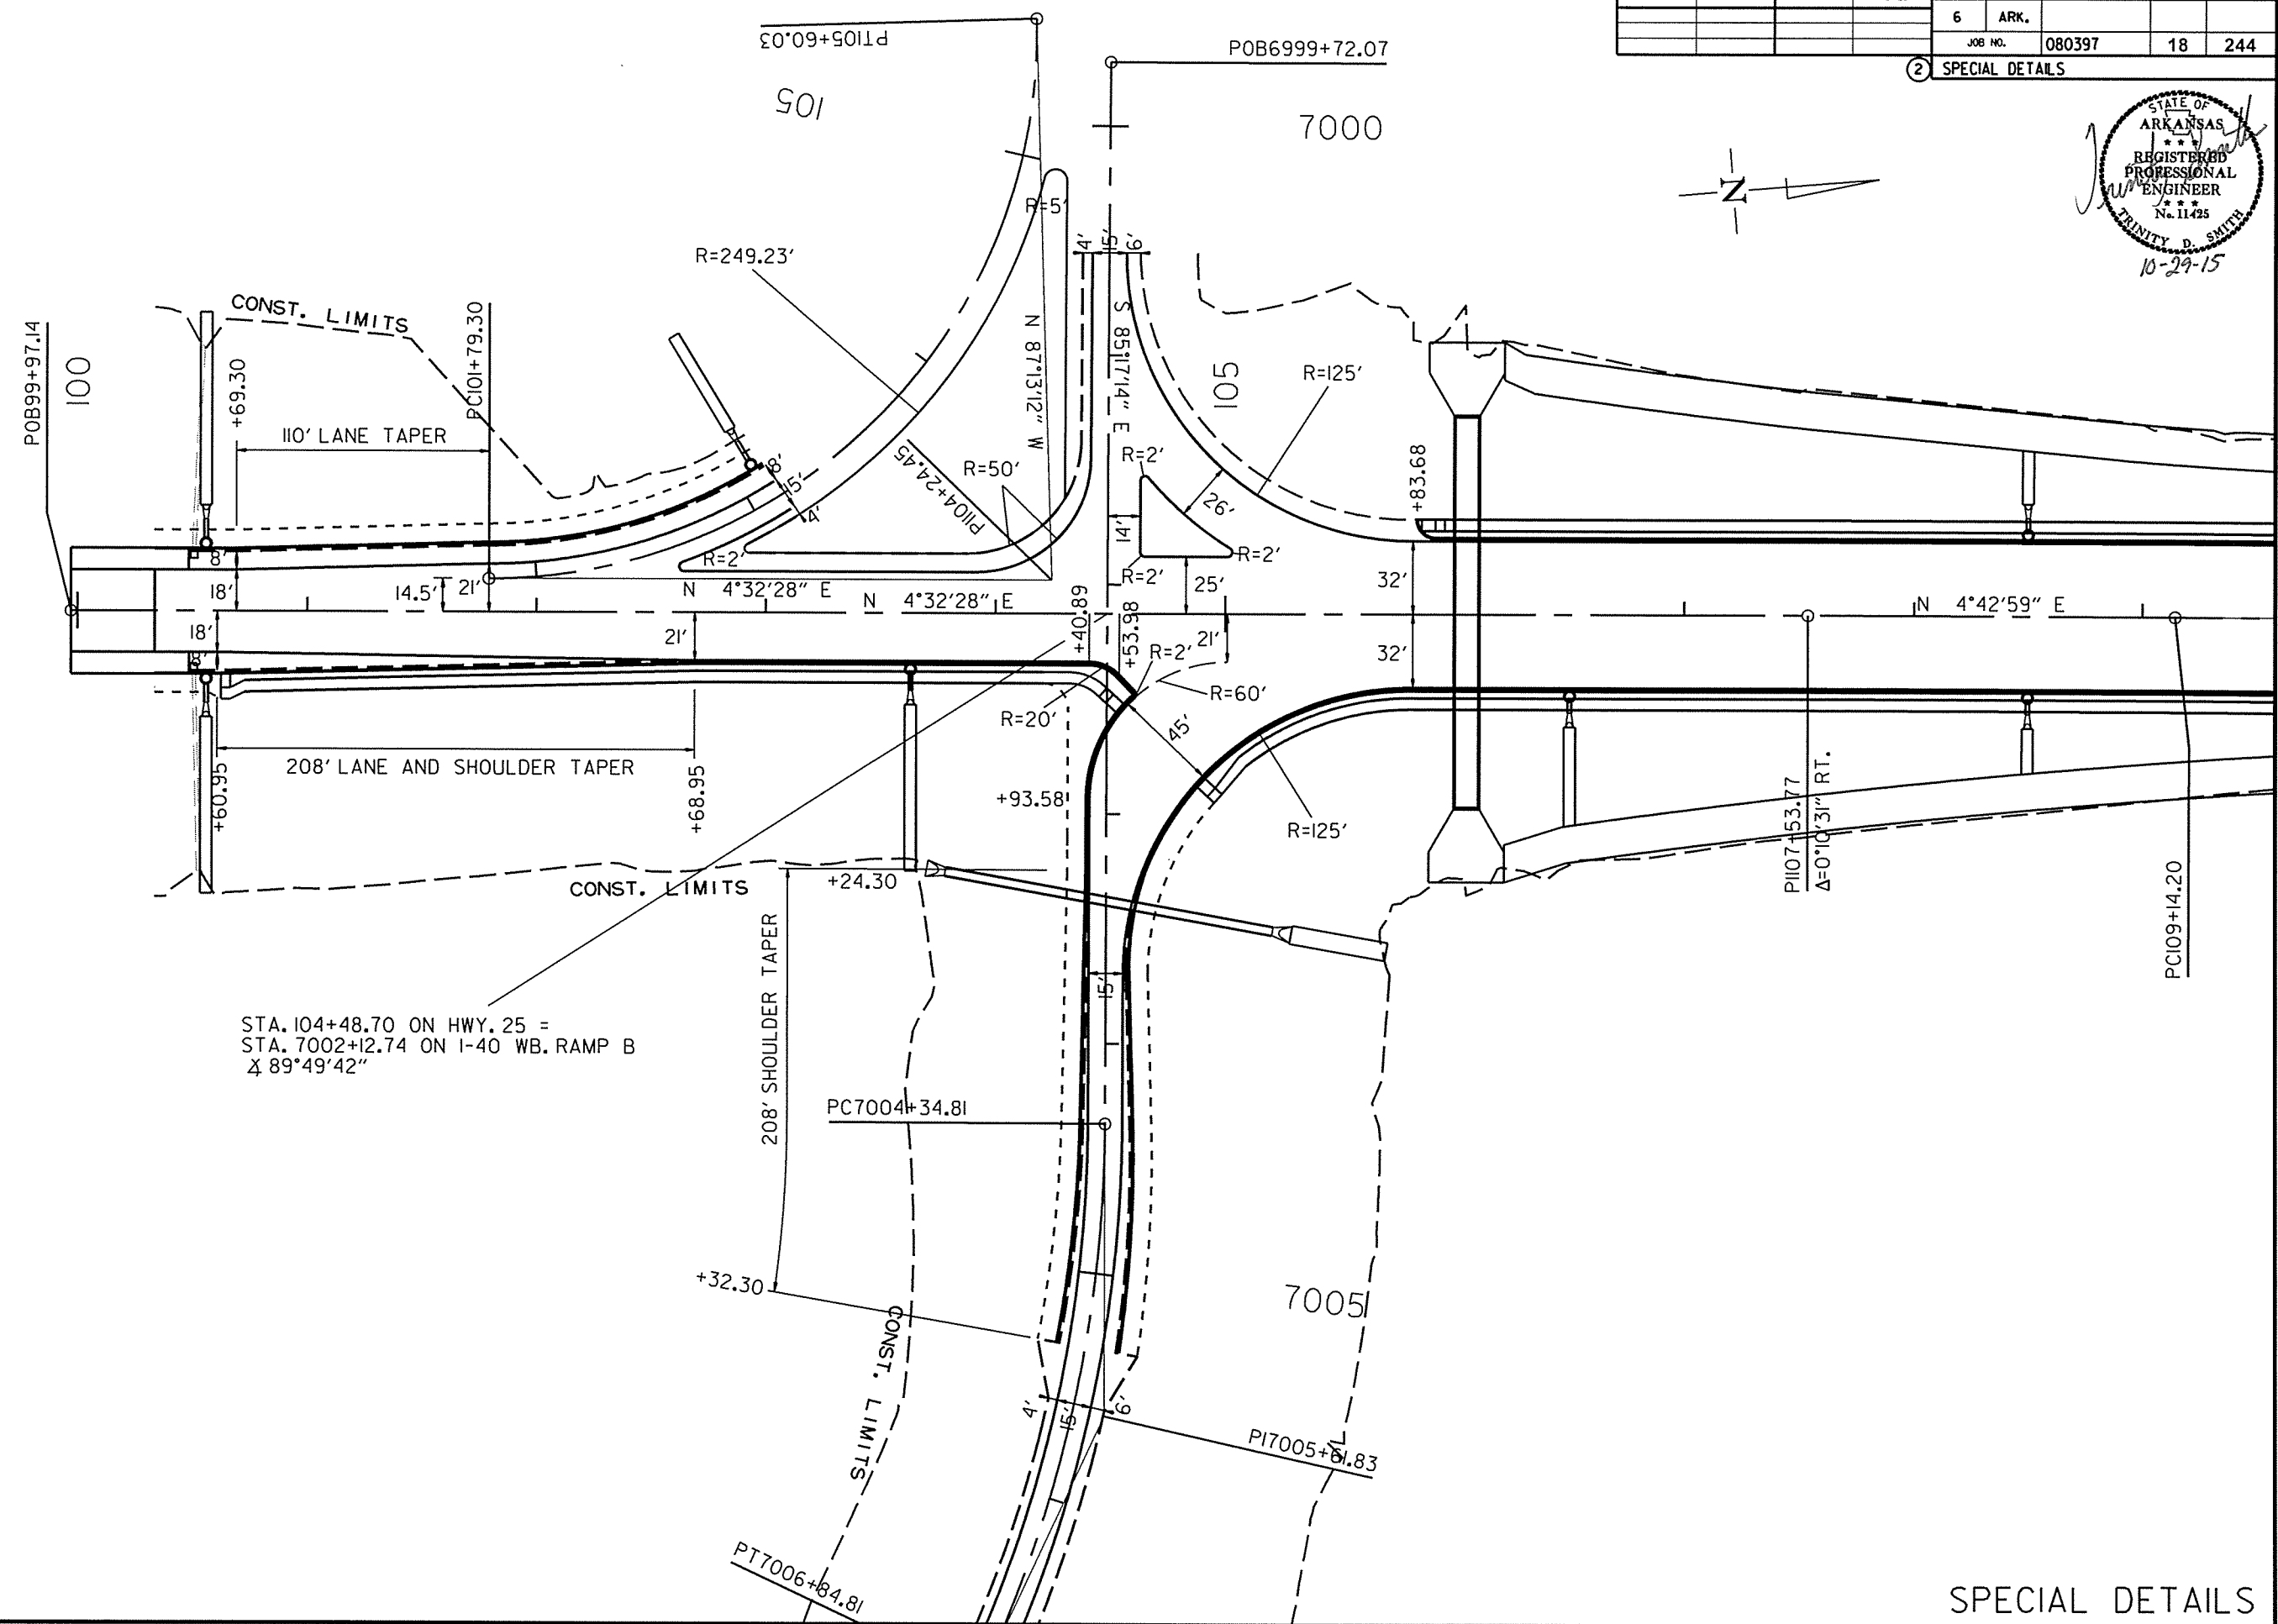 6 ARK.
JOB NO. 080397 18 244
2 SPECIAL DETAILS
STATE OF
ARKANSAS
★ ★ ★
REGISTERED
PROFESSIONAL
ENGINEER
★ ★ ★
No. 11425
TRINITY D. SMITH
10-29-15
PT105+60.03
105
POB6999+72.07
7000
N
R=5'
4'
15'
6'
R=249.23'
CONST. LIMITS
POB99+97.14
100
+69.30
PC101+79.30
110' LANE TAPER
N 87°13'12" W
S 85°17'14" E
105
R=125'
8'
15'
4'
PI104+24.45
R=50'
R=2'
26'
+83.68
R=2'
14'
R=2'
R=2'
25'
8'
18'
14.5'
21'
N 4°32'28" E
N 4°32'28" E
32'
N 4°42'59" E
18'
8'
21'
+40.89
+53.98
21'
32'
R=2'
R=60'
R=20'
45'
208' LANE AND SHOULDER TAPER
+60.95
+68.95
+93.58
R=125'
PI107+53.77
Δ=0°10'31" RT.
PC109+14.20
CONST. LIMITS
+24.30
208' SHOULDER TAPER
15'
STA. 104+48.70 ON HWY. 25 =
STA. 7002+12.74 ON I-40 WB. RAMP B
∡ 89°49'42"
PC7004+34.81
+32.30
7005
CONST. LIMITS
4'
15'
6'
PI7005+61.83
PT7006+84.81
SPECIAL DETAILS